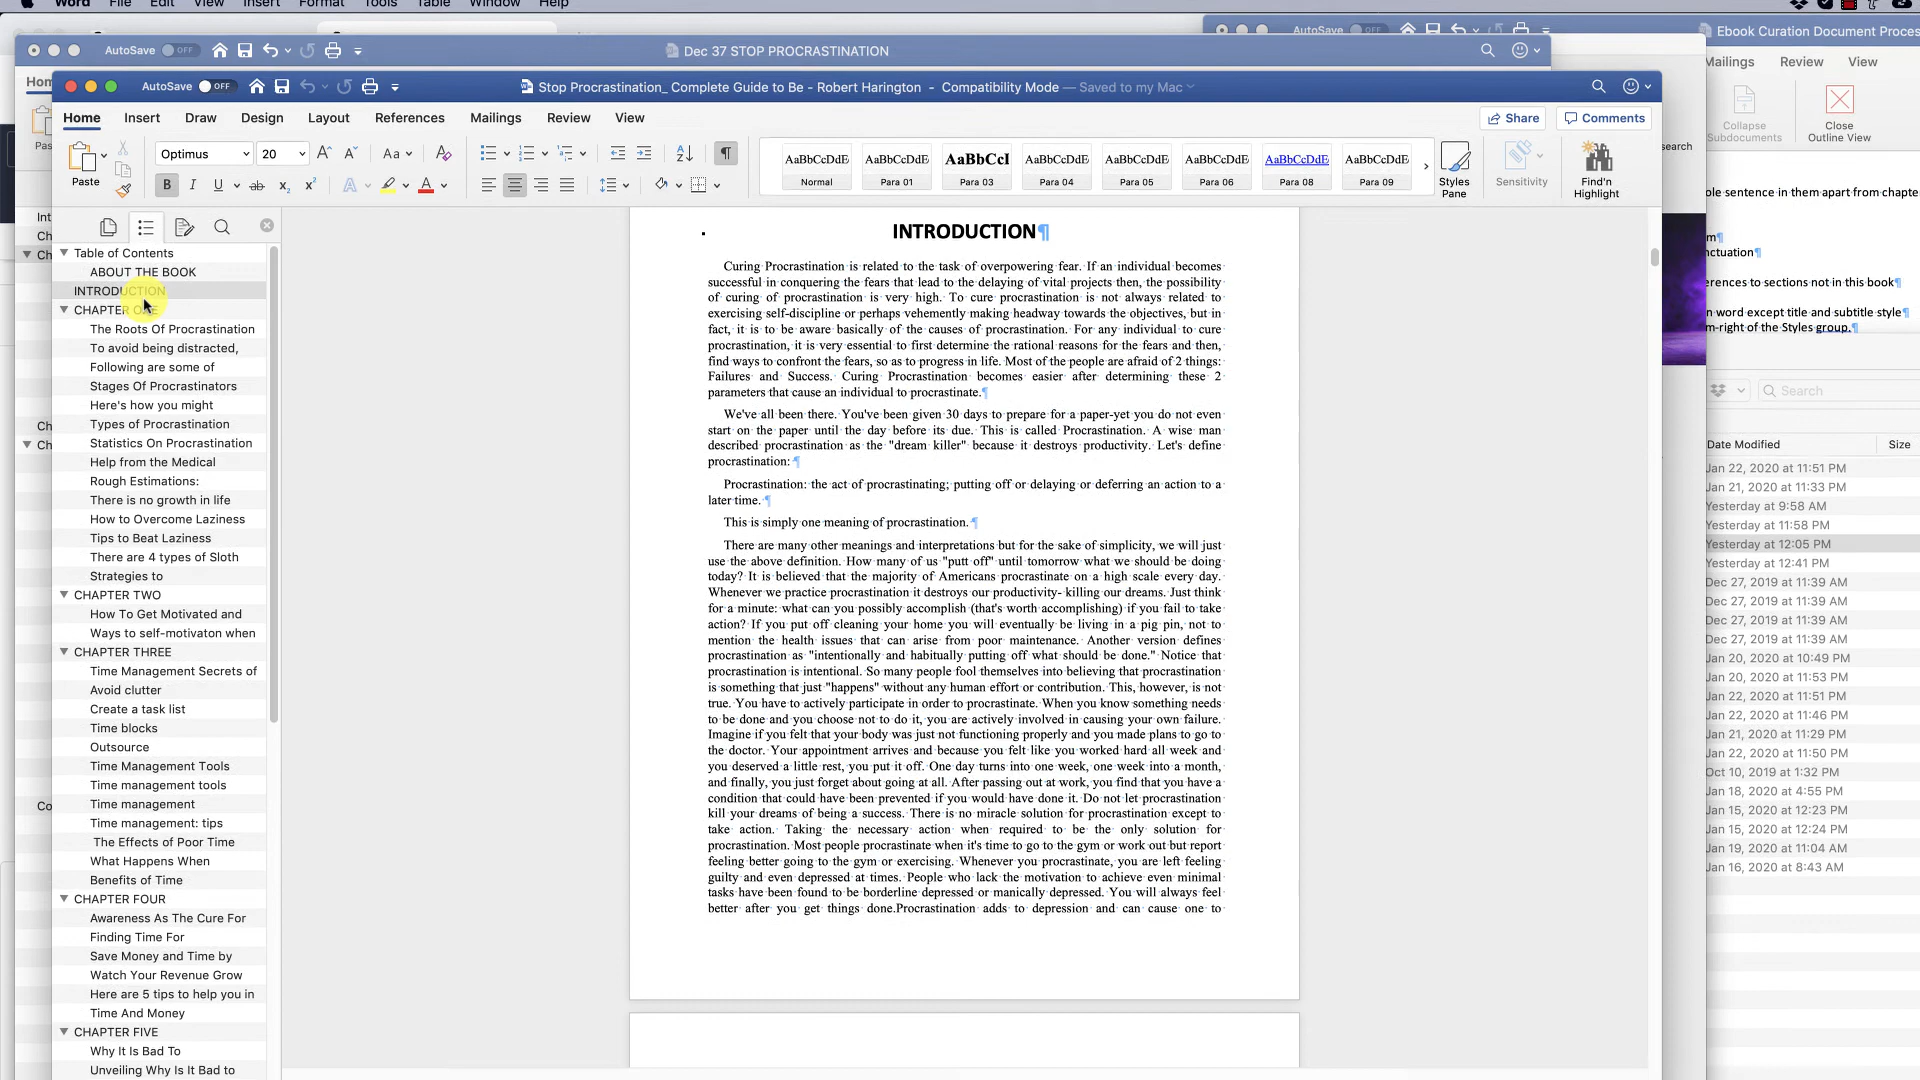 Word File Edit View Insert Format Tools Table Window Help
AutoSave OFF
Dec 37 STOP PROCRASTINATION
AutoSave OFF
Ebook Curation Document Proces
AutoSave OFF
Stop Procrastination_ Complete Guide to Be - Robert Harington - Compatibility Mode — Saved to my Mac
Hom
Mailings Review View
Home Insert Draw Design Layout References Mailings Review View
Share Comments
Collapse Subdocuments
Close Outline View
Pas
Paste
Optimus 20
Aa
B I U ab x₂ x²
AaBbCcDdE Normal
AaBbCcDdE Para 01
AaBbCcI Para 03
AaBbCcDdE Para 04
AaBbCcDdE Para 05
AaBbCcDdE Para 06
AaBbCcDdE Para 08
AaBbCcDdE Para 09
Styles Pane
Sensitivity
Find'n Highlight
search
ole sentence in them apart from chapte
m¶
nctuation¶
erences to sections not in this book¶
n word except title and subtitle style¶
m-right of the Styles group.¶
Search
Date Modified Size
Jan 22, 2020 at 11:51 PM
Jan 21, 2020 at 11:33 PM
Yesterday at 9:58 AM
Yesterday at 11:58 PM
Yesterday at 12:05 PM
Yesterday at 12:41 PM
Dec 27, 2019 at 11:39 AM
Dec 27, 2019 at 11:39 AM
Dec 27, 2019 at 11:39 AM
Dec 27, 2019 at 11:39 AM
Jan 20, 2020 at 10:49 PM
Jan 20, 2020 at 11:53 PM
Jan 22, 2020 at 11:51 PM
Jan 22, 2020 at 11:46 PM
Jan 21, 2020 at 11:29 PM
Jan 22, 2020 at 11:50 PM
Oct 10, 2019 at 1:32 PM
Jan 18, 2020 at 4:55 PM
Jan 15, 2020 at 12:23 PM
Jan 15, 2020 at 12:24 PM
Jan 19, 2020 at 11:04 AM
Jan 16, 2020 at 8:43 AM
Int
Ch
Ch
Ch
Ch
Co
Table of Contents
ABOUT THE BOOK
INTRODUCTION
CHAPTER ONE
The Roots Of Procrastination
To avoid being distracted,
Following are some of
Stages Of Procrastinators
Here's how you might
Types of Procrastination
Statistics On Procrastination
Help from the Medical
Rough Estimations:
There is no growth in life
How to Overcome Laziness
Tips to Beat Laziness
There are 4 types of Sloth
Strategies to
CHAPTER TWO
How To Get Motivated and
Ways to self-motivaton when
CHAPTER THREE
Time Management Secrets of
Avoid clutter
Create a task list
Time blocks
Outsource
Time Management Tools
Time management tools
Time management
Time management: tips
The Effects of Poor Time
What Happens When
Benefits of Time
CHAPTER FOUR
Awareness As The Cure For
Finding Time For
Save Money and Time by
Watch Your Revenue Grow
Here are 5 tips to help you in
Time And Money
CHAPTER FIVE
Why It Is Bad To
Unveiling Why Is It Bad to
INTRODUCTION¶
Curing Procrastination is related to the task of overpowering fear. If an individual becomes
successful in conquering the fears that lead to the delaying of vital projects then, the possibility
of curing of procrastination is very high. To cure procrastination is not always related to
exercising self-discipline or perhaps vehemently making headway towards the objectives, but in
fact, it is to be aware basically of the causes of procrastination. For any individual to cure
procrastination, it is very essential to first determine the rational reasons for the fears and then,
find ways to confront the fears, so as to progress in life. Most of the people are afraid of 2 things:
Failures and Success. Curing Procrastination becomes easier after determining these 2
parameters that cause an individual to procrastinate.¶
We've all been there. You've been given 30 days to prepare for a paper-yet you do not even
start on the paper until the day before its due. This is called Procrastination. A wise man
described procrastination as the "dream killer" because it destroys productivity. Let's define
procrastination: ¶
Procrastination: the act of procrastinating; putting off or delaying or deferring an action to a
later time. ¶
This is simply one meaning of procrastination. ¶
There are many other meanings and interpretations but for the sake of simplicity, we will just
use the above definition. How many of us "putt off" until tomorrow what we should be doing
today? It is believed that the majority of Americans procrastinate on a high scale every day.
Whenever we practice procrastination it destroys our productivity- killing our dreams. Just think
for a minute: what can you possibly accomplish (that's worth accomplishing) if you fail to take
action? If you put off cleaning your home you will eventually be living in a pig pin, not to
mention the health issues that can arise from poor maintenance. Another version defines
procrastination as "intentionally and habitually putting off what should be done." Notice that
procrastination is intentional. So many people fool themselves into believing that procrastination
is something that just "happens" without any human effort or contribution. This, however, is not
true. You have to actively participate in order to procrastinate. When you know something needs
to be done and you choose not to do it, you are actively involved in causing your own failure.
Imagine if you felt that your body was just not functioning properly and you made plans to go to
the doctor. Your appointment arrives and because you felt like you worked hard all week and
you deserved a little rest, you put it off. One day turns into one week, one week into a month,
and finally, you just forget about going at all. After passing out at work, you find that you have a
condition that could have been prevented if you would have done it. Do not let procrastination
kill your dreams of being a success. There is no miracle solution for procrastination except to
take action. Taking the necessary action when required to be the only solution for
procrastination. Most people procrastinate when it's time to go to the gym or work out but report
feeling better going to the gym or exercising. Whenever you procrastinate, you are left feeling
guilty and even depressed at times. People who lack the motivation to achieve even minimal
tasks have been found to be borderline depressed or manically depressed. You will always feel
better after you get things done.Procrastination adds to depression and can cause one to